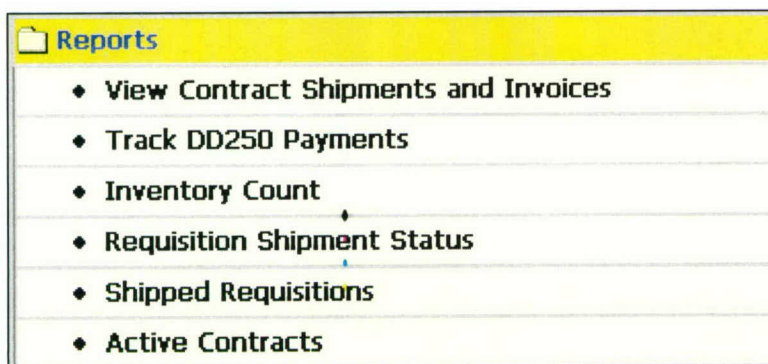 Reports
View Contract Shipments and Invoices
Track DD250 Payments
Inventory Count
Requisition Shipment Status
Shipped Requisitions
Active Contracts